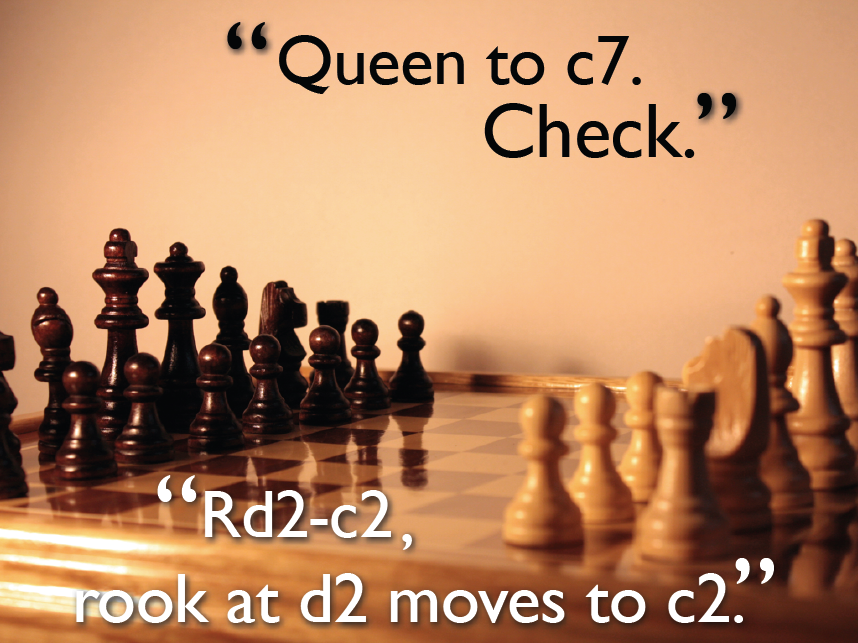 “Queen to c7.
Check.”
“Rd2-c2,
rook at d2 moves to c2.”